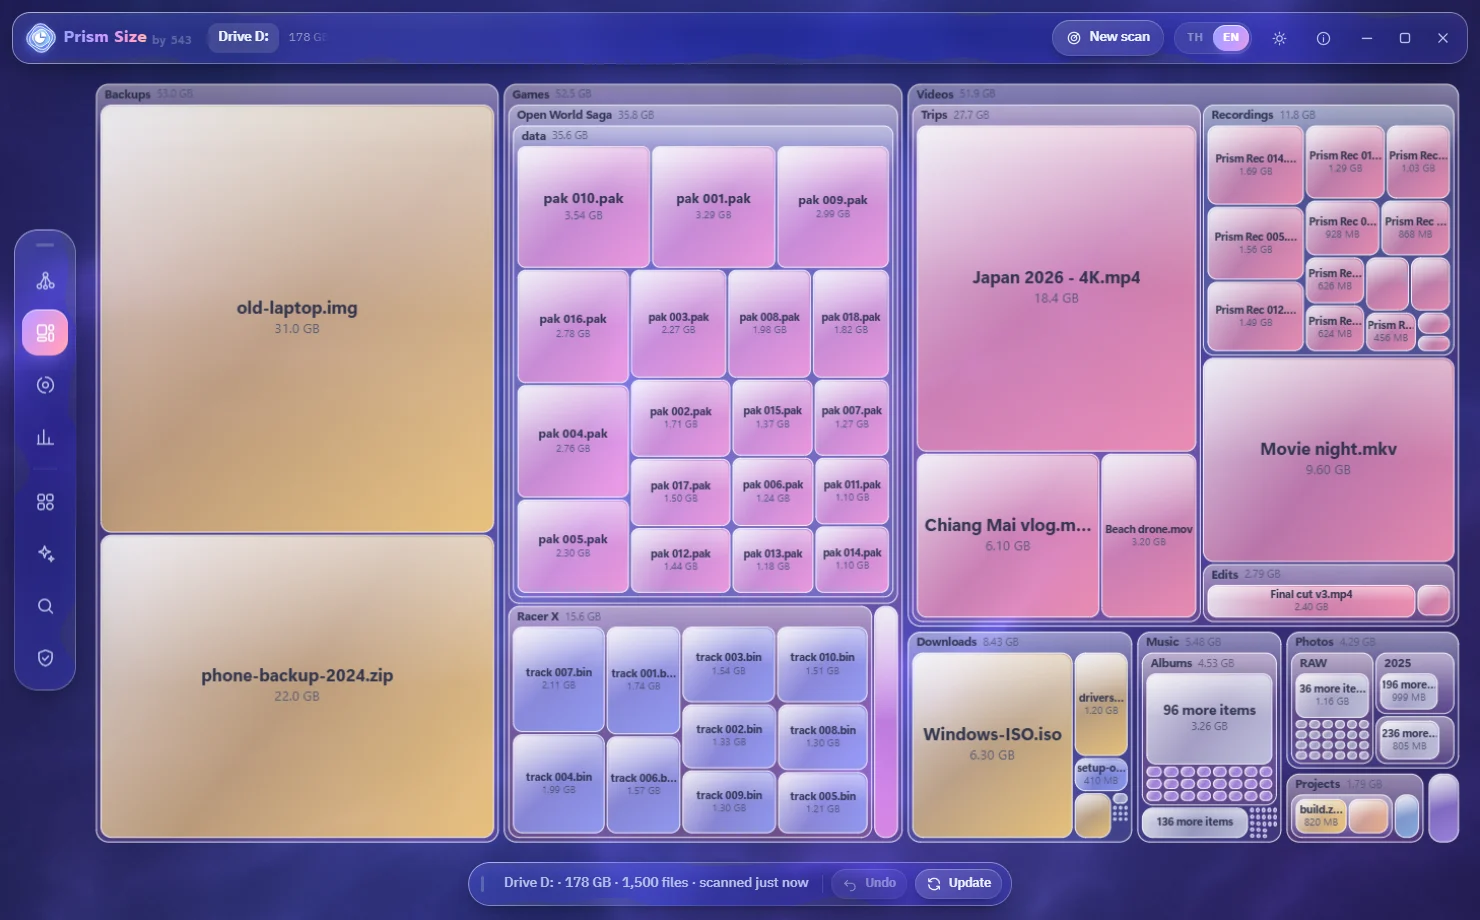 Prism Size by 543
Drive D:
178 GB
New scan
TH
EN
Backups 53.0 GB
old-laptop.img
31.0 GB
phone-backup-2024.zip
22.0 GB
Games 52.5 GB
Open World Saga 35.8 GB
data 35.6 GB
pak 010.pak
3.54 GB
pak 001.pak
3.29 GB
pak 009.pak
2.99 GB
pak 016.pak
2.78 GB
pak 003.pak
2.27 GB
pak 008.pak
1.98 GB
pak 018.pak
1.82 GB
pak 004.pak
2.76 GB
pak 002.pak
1.71 GB
pak 015.pak
1.37 GB
pak 007.pak
1.27 GB
pak 017.pak
1.50 GB
pak 006.pak
1.24 GB
pak 011.pak
1.10 GB
pak 005.pak
2.30 GB
pak 012.pak
1.44 GB
pak 013.pak
1.18 GB
pak 014.pak
1.10 GB
Racer X 15.6 GB
track 007.bin
2.11 GB
track 001.b...
1.74 GB
track 003.bin
1.54 GB
track 010.bin
1.51 GB
track 002.bin
1.33 GB
track 008.bin
1.30 GB
track 004.bin
1.99 GB
track 006.b...
1.57 GB
track 009.bin
1.30 GB
track 005.bin
1.21 GB
Videos 51.9 GB
Trips 27.7 GB
Japan 2026 - 4K.mp4
18.4 GB
Chiang Mai vlog.m...
6.10 GB
Beach drone.mov
3.20 GB
Recordings 11.8 GB
Prism Rec 014....
1.69 GB
Prism Rec 01...
1.29 GB
Prism Rec...
1.03 GB
Prism Rec 005....
1.56 GB
Prism Rec 0...
928 MB
Prism Rec ...
868 MB
Prism Rec 012....
1.49 GB
Prism Re...
626 MB
Prism Re...
624 MB
Prism R...
456 MB
Movie night.mkv
9.60 GB
Edits 2.79 GB
Final cut v3.mp4
2.40 GB
Downloads 8.43 GB
Windows-ISO.iso
6.30 GB
drivers...
1.20 GB
setup-o...
410 MB
Music 5.48 GB
Albums 4.53 GB
96 more items
3.26 GB
136 more items
Photos 4.29 GB
RAW
36 more ite...
1.16 GB
2025
196 more...
999 MB
236 more...
805 MB
Projects 1.79 GB
build.z...
820 MB
Drive D: · 178 GB · 1,500 files · scanned just now
Undo
Update